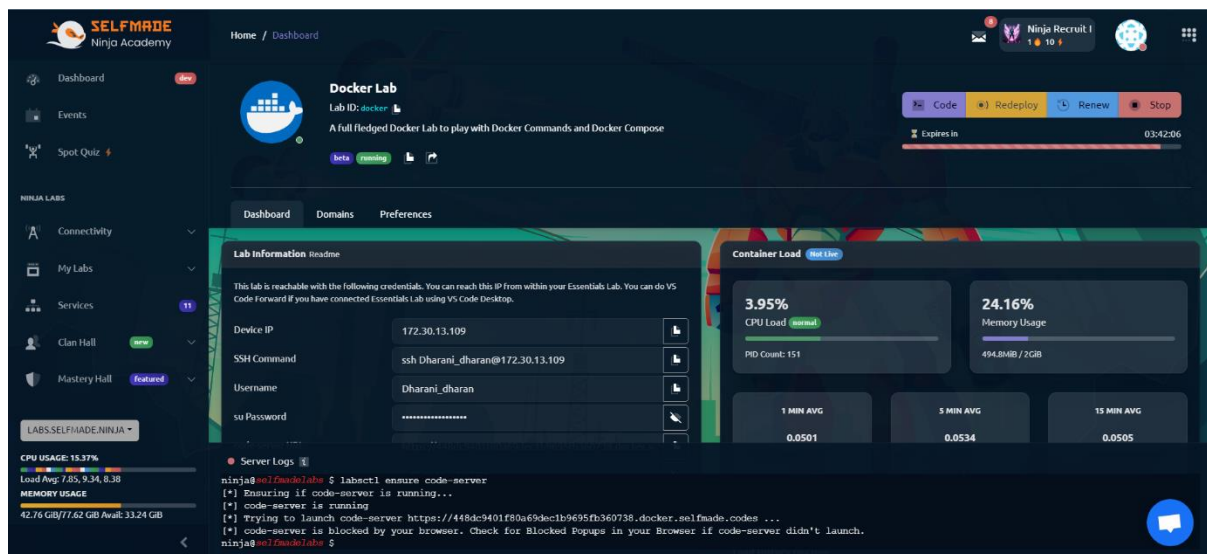 SELFMADE
Ninja Academy
Home / Dashboard
8
Ninja Recruit I
1 10
Dashboard
dev
Events
Spot Quiz
NINJA LABS
Connectivity
My Labs
Services
11
Clan Hall
new
Mastery Hall
featured
LABS.SELFMADE.NINJA
CPU USAGE: 15.37%
Load Avg: 7.85, 9.34, 8.38
MEMORY USAGE
42.76 GiB/77.62 GiB Avail: 33.24 GiB
Docker Lab
Lab ID: docker
A full fledged Docker Lab to play with Docker Commands and Docker Compose
beta running
Code Redeploy Renew Stop
Expires in 03:42:06
Dashboard Domains Preferences
Lab Information Readme
This lab is reachable with the following credentials. You can reach this IP from within your Essentials Lab. You can do VS
Code Forward if you have connected Essentials Lab using VS Code Desktop.
Device IP 172.30.13.109
SSH Command ssh Dharani_dharan@172.30.13.109
Username Dharani_dharan
su Password ••••••••••••••••••
Container Load Not Live
3.95%
CPU Load normal
PID Count: 151
24.16%
Memory Usage
494.8MiB / 2GiB
1 MIN AVG 5 MIN AVG 15 MIN AVG
0.0501 0.0534 0.0505
Server Logs
ninja@selfmadelabs $ labsctl ensure code-server
[*] Ensuring if code-server is running...
[*] code-server is running
[*] Trying to launch code-server https://448dc9401f80a69dec1b9695fb360738.docker.selfmade.codes ...
[*] code-server is blocked by your browser. Check for Blocked Popups in your Browser if code-server didn't launch.
ninja@selfmadelabs $